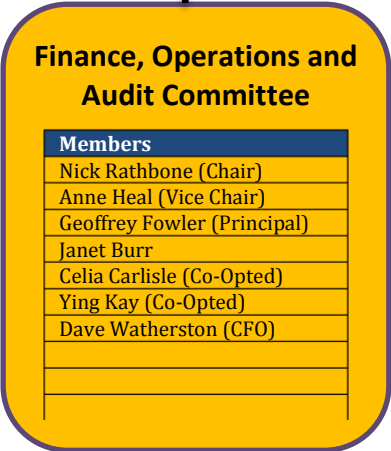 Finance, Operations and
Audit Committee
Members
Nick Rathbone (Chair)
Anne Heal (Vice Chair)
Geoffrey Fowler (Principal)
Janet Burr
Celia Carlisle (Co-Opted)
Ying Kay (Co-Opted)
Dave Watherston (CFO)